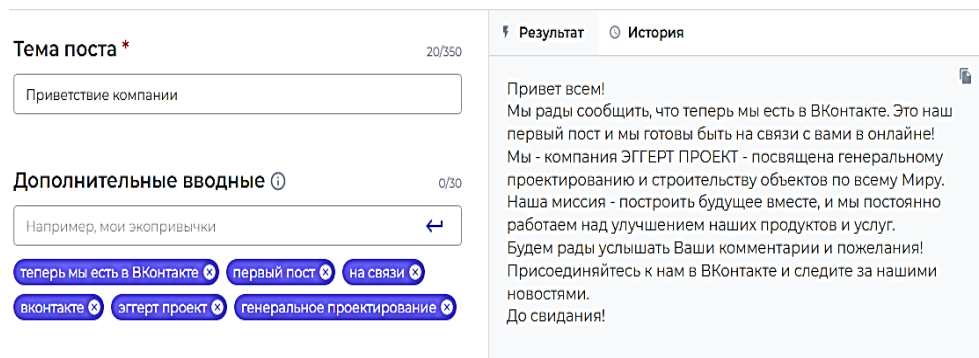 Тема поста *
20/350
Приветствие компании
Дополнительные вводные
0/30
Например, мои экопривычки
теперь мы есть в ВКонтакте
первый пост
на связи
вконтакте
эггерт проект
генеральное проектирование
Результат
История
Привет всем!
Мы рады сообщить, что теперь мы есть в ВКонтакте. Это наш
первый пост и мы готовы быть на связи с вами в онлайне!
Мы - компания ЭГГЕРТ ПРОЕКТ - посвящена генеральному
проектированию и строительству объектов по всему Миру.
Наша миссия - построить будущее вместе, и мы постоянно
работаем над улучшением наших продуктов и услуг.
Будем рады услышать Ваши комментарии и пожелания!
Присоединяйтесь к нам в ВКонтакте и следите за нашими
новостями.
До свидания!